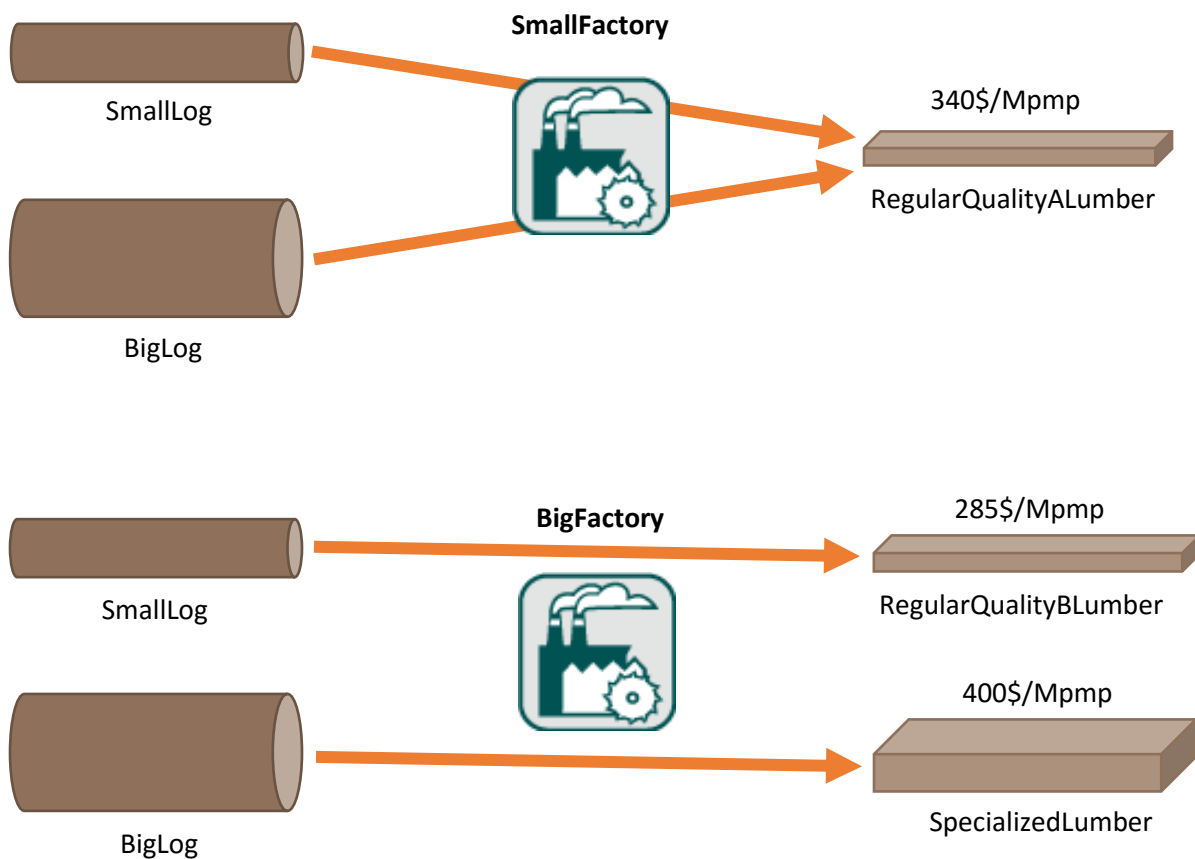 SmallFactory
SmallLog
340$/Mpmp
RegularQualityALumber
BigLog
BigFactory
285$/Mpmp
SmallLog
RegularQualityBLumber
400$/Mpmp
SpecializedLumber
BigLog